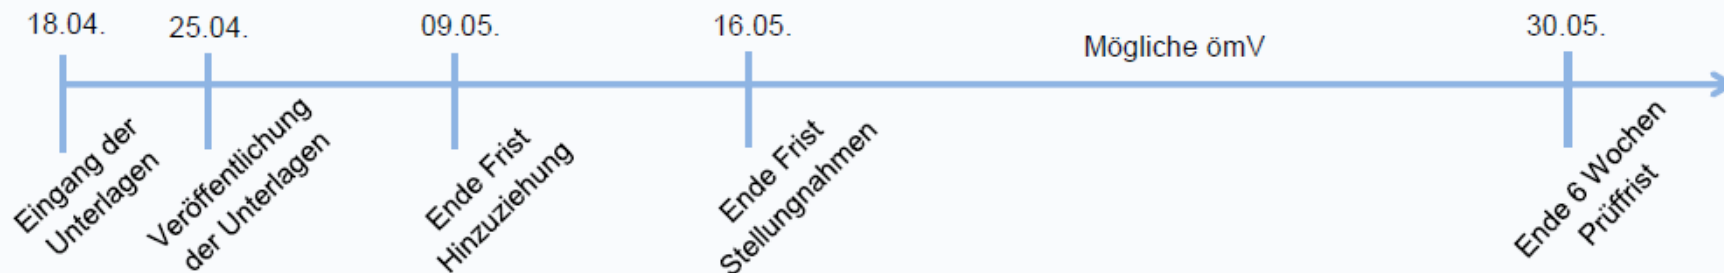 18.04.
25.04.
09.05.
16.05.
30.05.
Mögliche ömV
Eingang der
Unterlagen
Veröffentlichung
der Unterlagen
Ende Frist
Hinzuziehung
Ende Frist
Stellungnahmen
Ende 6 Wochen
Prüffrist